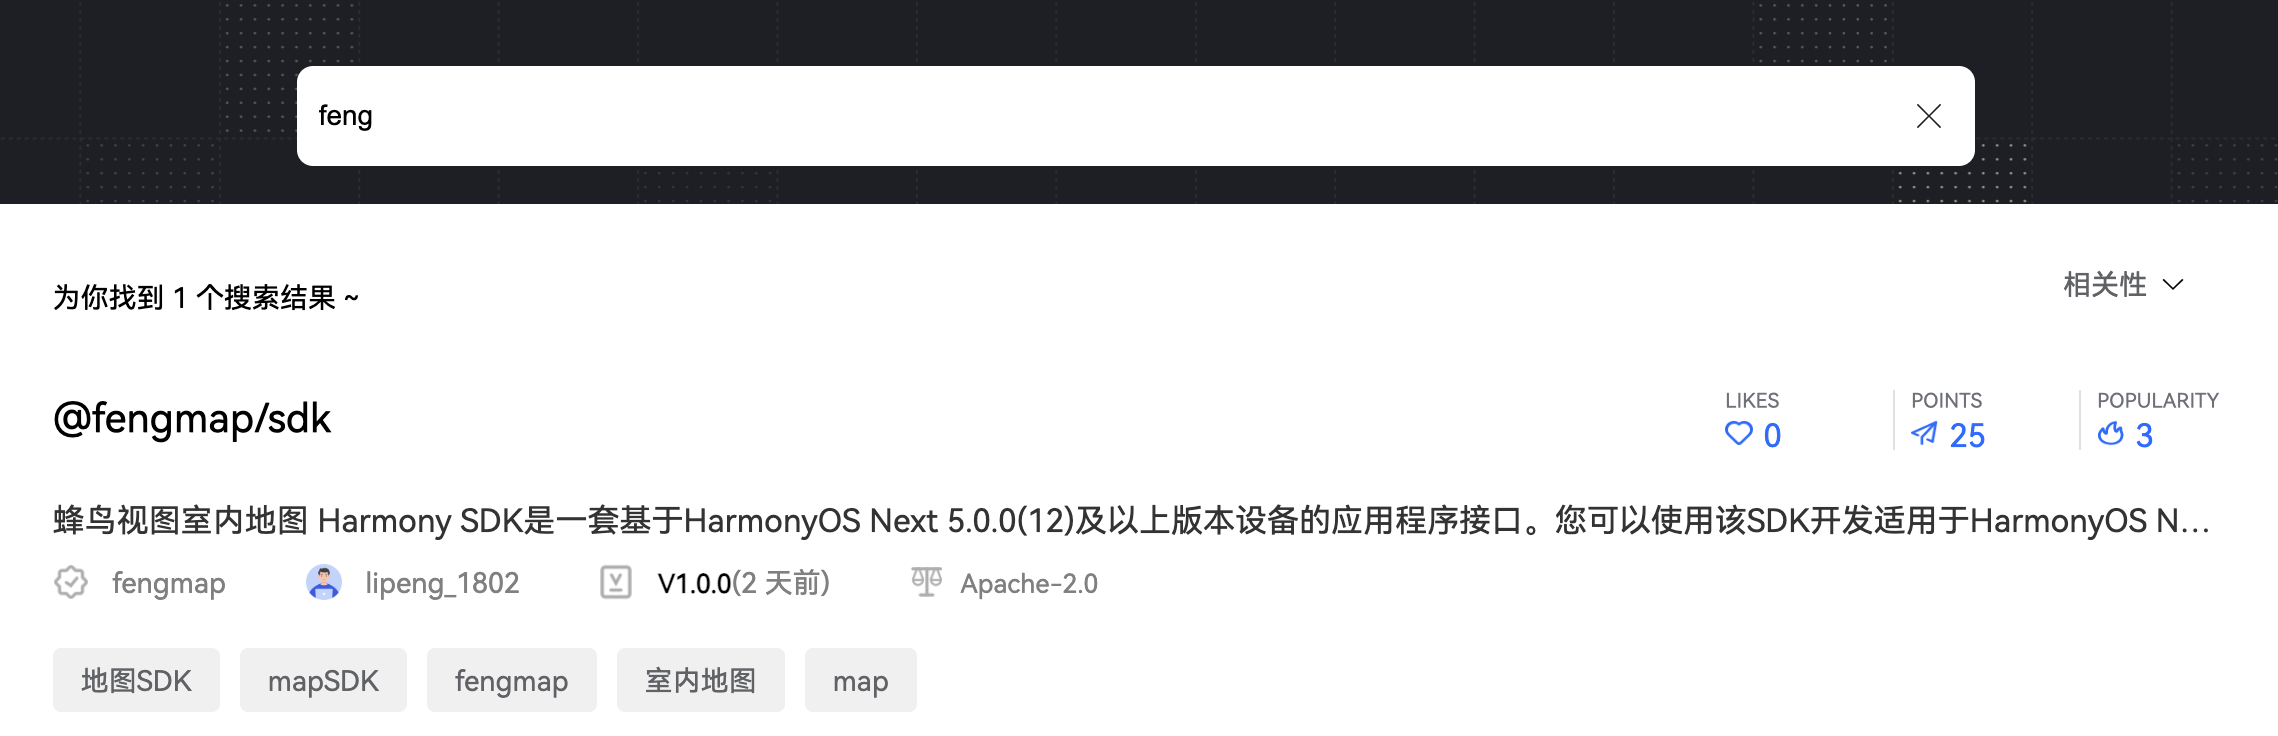 feng
为你找到 1 个搜索结果 ~
相关性
@fengmap/sdk
LIKES
0
POINTS
25
POPULARITY
3
蜂鸟视图室内地图 Harmony SDK是一套基于HarmonyOS Next 5.0.0(12)及以上版本设备的应用程序接口。您可以使用该SDK开发适用于HarmonyOS N...
fengmap lipeng_1802 V1.0.0(2 天前) Apache-2.0
地图SDK mapSDK fengmap 室内地图 map